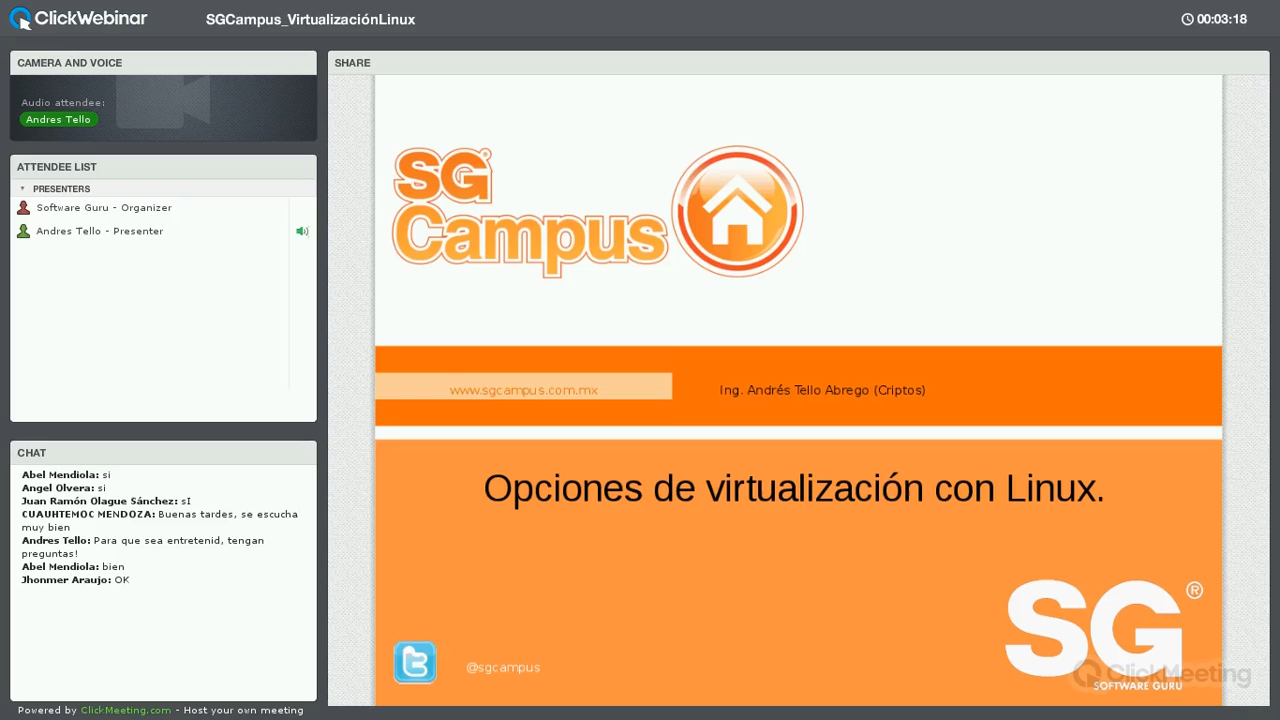 ClickWebinar
SGCampus_VirtualizaciónLinux
00:03:18
CAMERA AND VOICE
Audio attendee:
Andres Tello
ATTENDEE LIST
PRESENTERS
Software Guru - Organizer
Andres Tello - Presenter
CHAT
Abel Mendiola: si
Angel Olvera: si
Juan Ramón Olague Sánchez: sI
CUAUHTEMOC MENDOZA: Buenas tardes, se escucha
muy bien
Andres Tello: Para que sea entretenid, tengan
preguntas!
Abel Mendiola: bien
Jhonmer Araujo: OK
Powered by ClickMeeting.com - Host your own meeting
SHARE
SG®
Campus
www.sgcampus.com.mx
Ing. Andrés Tello Abrego (Criptos)
Opciones de virtualización con Linux.
@sgcampus
SG®
SOFTWARE GURU
ClickMeeting